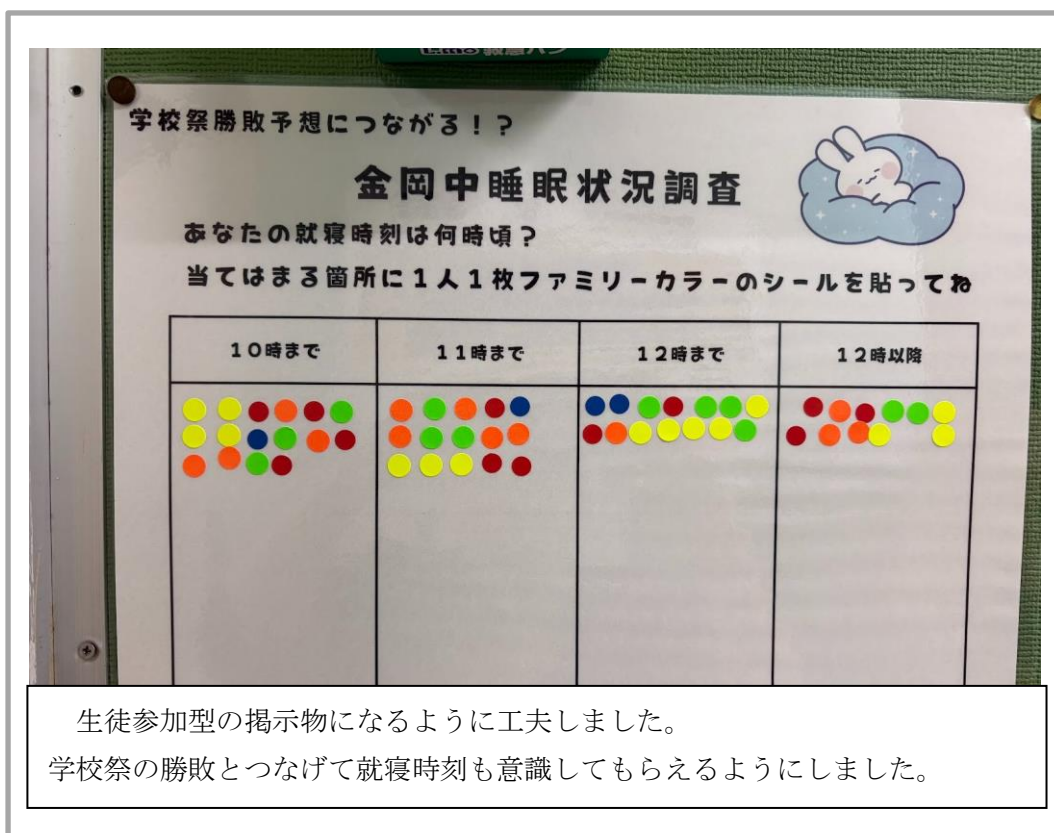 救急バン
学校祭勝敗予想につながる！？
金岡中睡眠状況調査
あなたの就寝時刻は何時頃？
当てはまる箇所に１人１枚ファミリーカラーのシールを貼ってね
１０時まで
１１時まで
１２時まで
１２時以降
生徒参加型の掲示物になるように工夫しました。
学校祭の勝敗とつなげて就寝時刻も意識してもらえるようにしました。